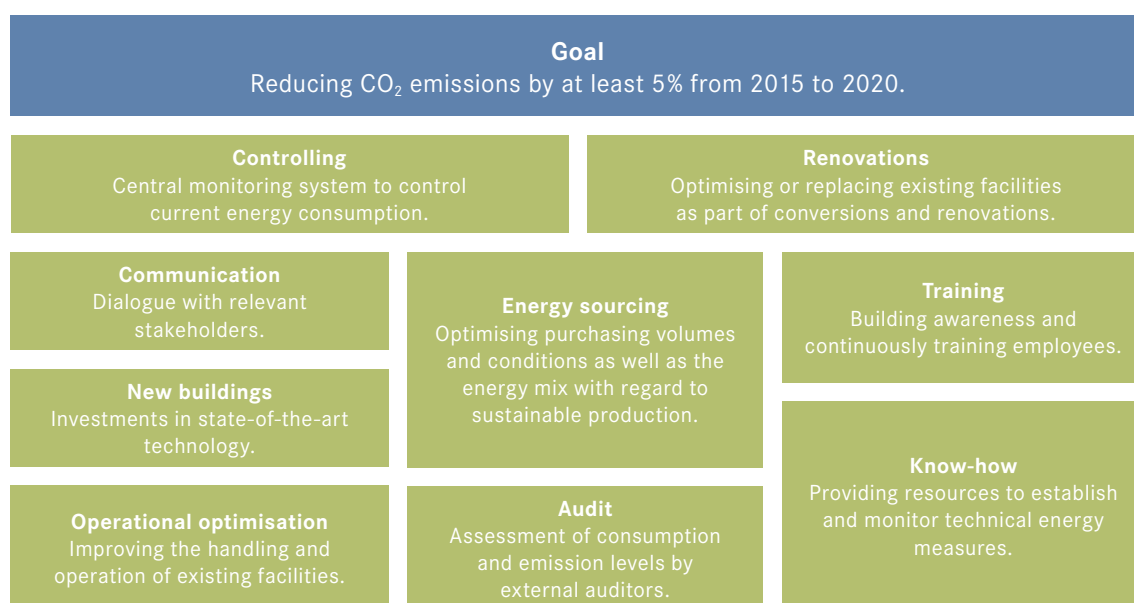 Goal
Reducing CO₂ emissions by at least 5% from 2015 to 2020.
Controlling
Central monitoring system to control
current energy consumption.
Renovations
Optimising or replacing existing facilities
as part of conversions and renovations.
Communication
Dialogue with relevant
stakeholders.
Energy sourcing
Optimising purchasing volumes
and conditions as well as the
energy mix with regard to
sustainable production.
Training
Building awareness and
continuously training employees.
New buildings
Investments in state-of-the-art
technology.
Know-how
Providing resources to establish
and monitor technical energy
measures.
Operational optimisation
Improving the handling and
operation of existing facilities.
Audit
Assessment of consumption
and emission levels by
external auditors.